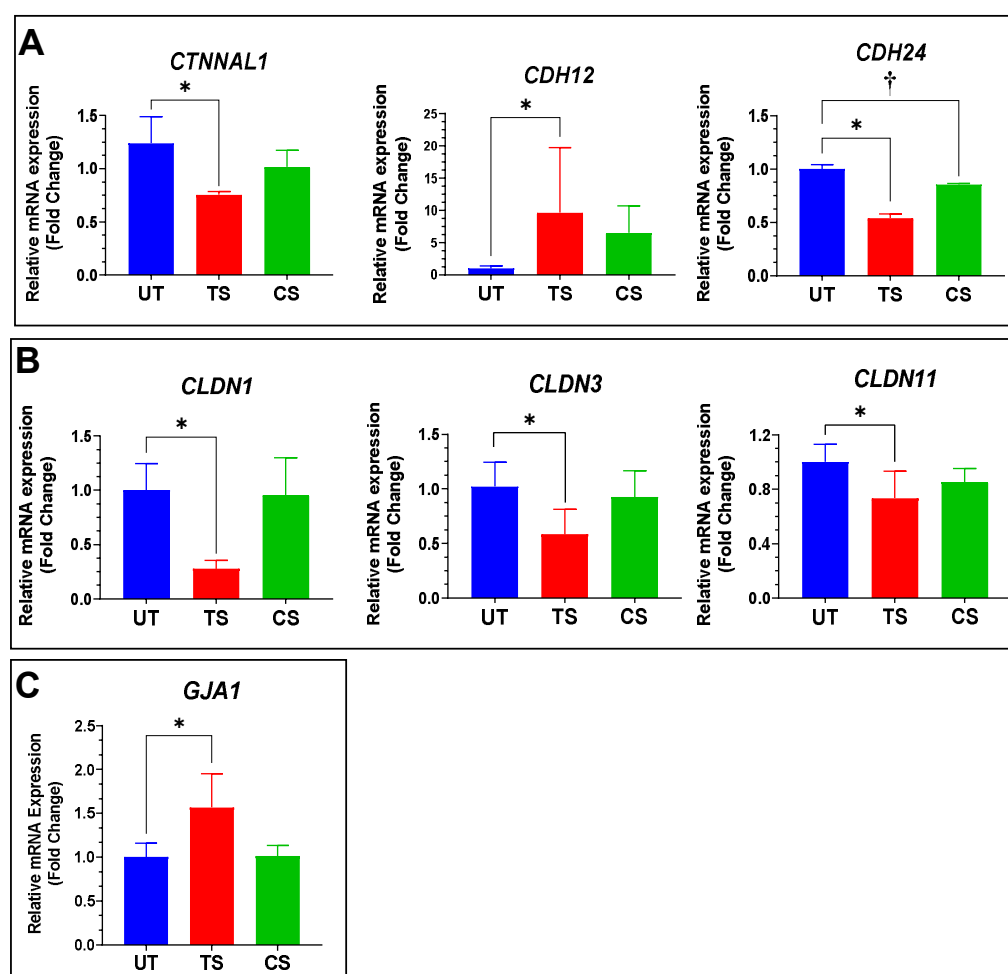 A
CTNNAL1
*
Relative mRNA expression
(Fold Change)
1.5
1.0
0.5
0.0
UT TS CS
CDH12
*
Relative mRNA expression
(Fold Change)
25
20
15
10
5
0
UT TS CS
CDH24
†
*
Relative mRNA expression
(Fold Change)
1.5
1.0
0.5
0.0
UT TS CS
B
CLDN1
*
Relative mRNA expression
(Fold Change)
1.5
1.0
0.5
0.0
UT TS CS
CLDN3
*
Relative mRNA expression
(Fold Change)
1.5
1.0
0.5
0.0
UT TS CS
CLDN11
*
Relative mRNA expression
(Fold Change)
1.2
0.8
0.4
0.0
UT TS CS
C
GJA1
*
Relative mRNA Expression
(Fold Change)
2.5
2.0
1.5
1.0
0.5
0.0
UT TS CS